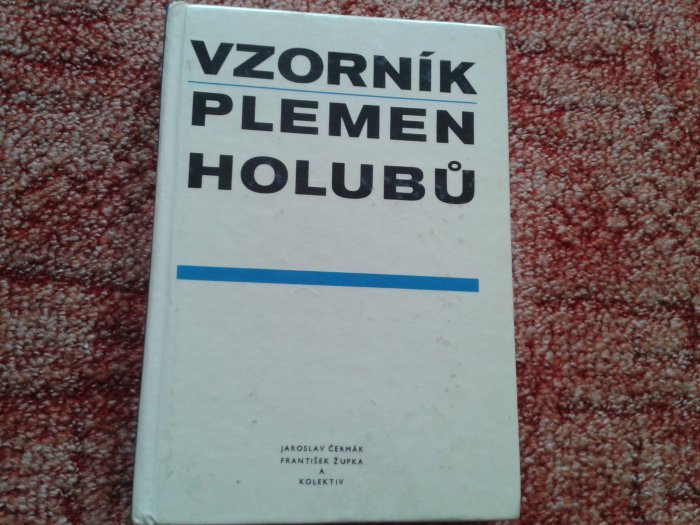 VZORNÍK
PLEMEN
HOLUBŮ
JAROSLAV ČERMÁK
FRANTIŠEK ŽUPKA
A
KOLEKTIV